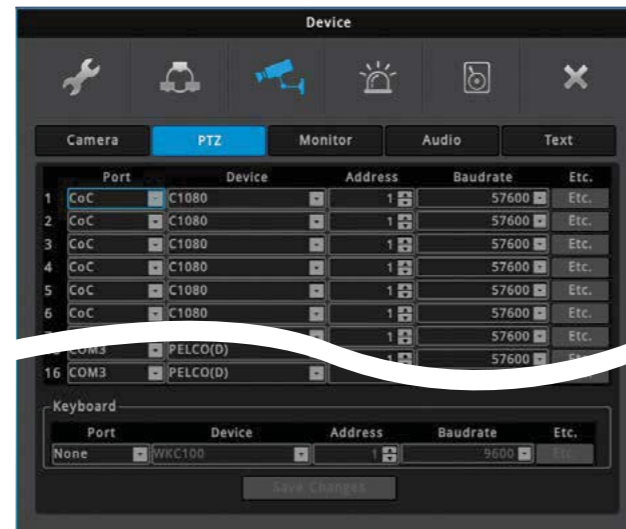 Device
Camera PTZ Monitor Audio Text
Port Device Address Baudrate Etc.
1 CoC C1080 1 57600 Etc.
2 CoC C1080 1 57600 Etc.
3 CoC C1080 1 57600 Etc.
4 CoC C1080 1 57600 Etc.
5 CoC C1080 1 57600 Etc.
6 CoC C1080 1 57600 Etc.
1 57600 Etc.
COM3 PELCO(D) 1 57600
16 COM3 PELCO(D)
Keyboard
Port Device Address Baudrate Etc.
None WKC100 1 9600 Etc.
Save Changes